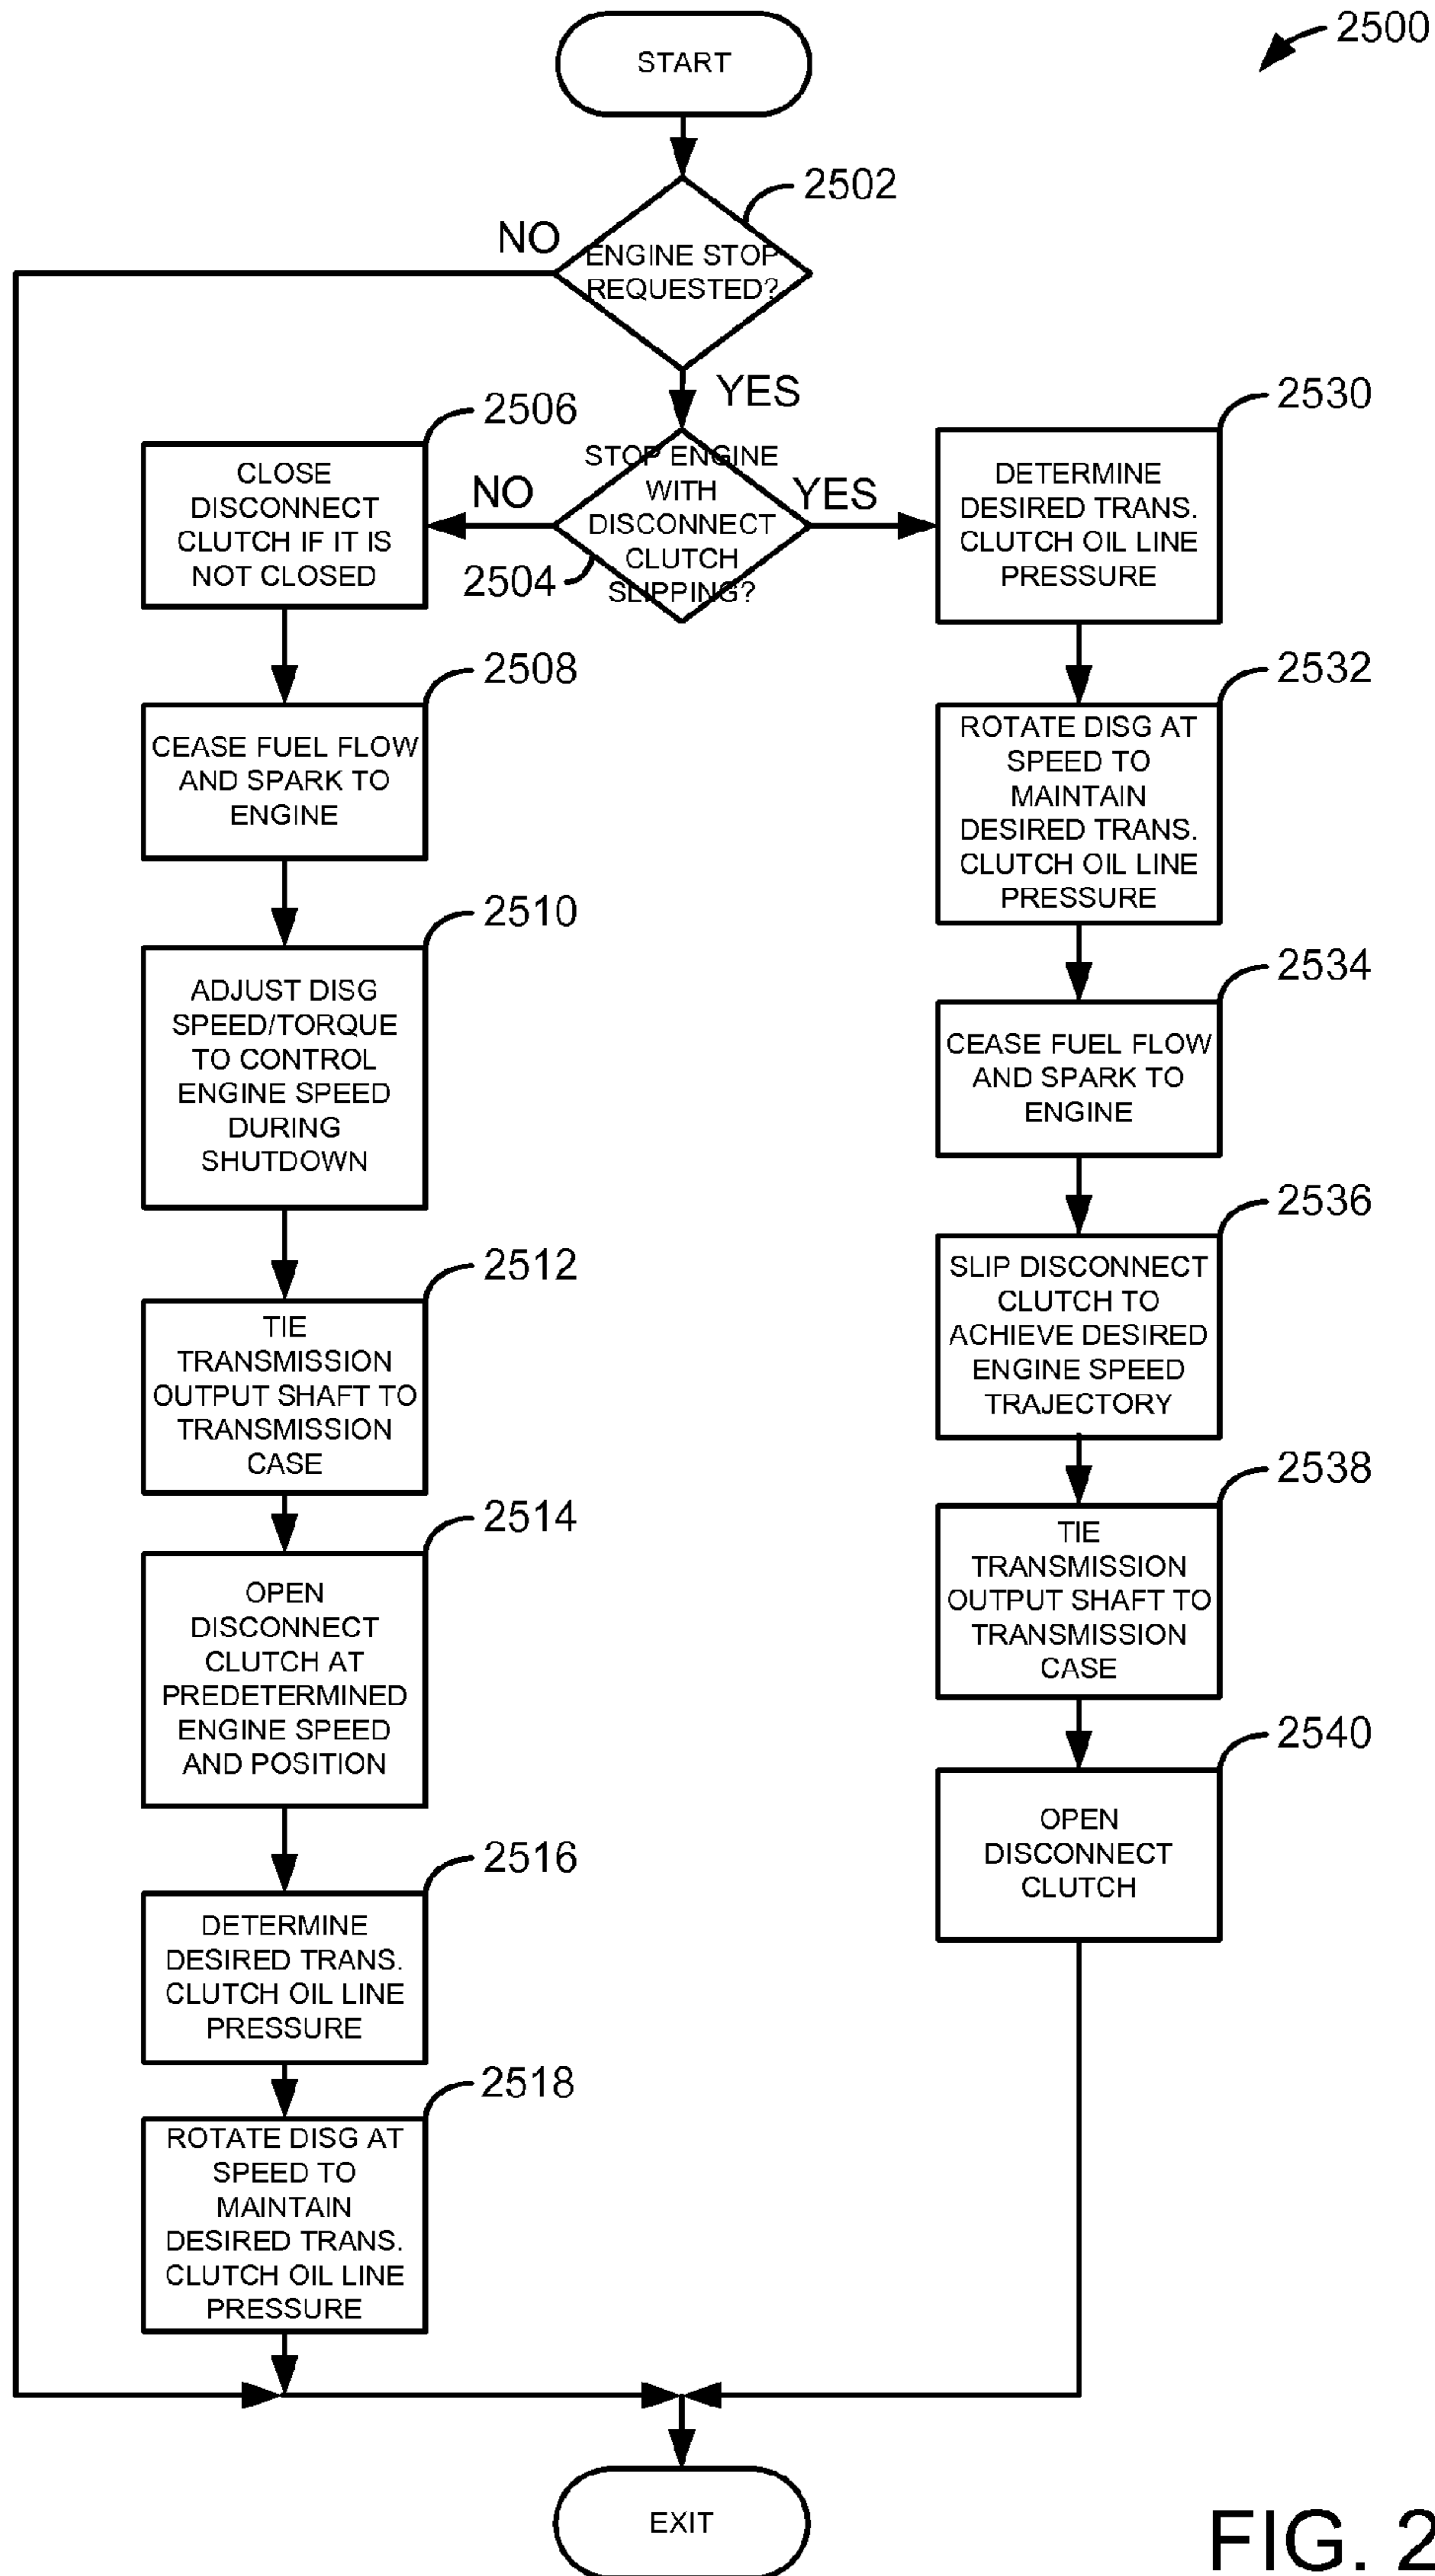 2500
START
2502
NO
ENGINE STOP
REQUESTED?
YES
2506
CLOSE
DISCONNECT
CLUTCH IF IT IS
NOT CLOSED
NO
STOP ENGINE
WITH
DISCONNECT
CLUTCH
SLIPPING?
2504
YES
2530
DETERMINE
DESIRED TRANS.
CLUTCH OIL LINE
PRESSURE
2508
CEASE FUEL FLOW
AND SPARK TO
ENGINE
2532
ROTATE DISG AT
SPEED TO
MAINTAIN
DESIRED TRANS.
CLUTCH OIL LINE
PRESSURE
2510
ADJUST DISG
SPEED/TORQUE
TO CONTROL
ENGINE SPEED
DURING
SHUTDOWN
2534
CEASE FUEL FLOW
AND SPARK TO
ENGINE
2512
TIE
TRANSMISSION
OUTPUT SHAFT TO
TRANSMISSION
CASE
2536
SLIP DISCONNECT
CLUTCH TO
ACHIEVE DESIRED
ENGINE SPEED
TRAJECTORY
2514
OPEN
DISCONNECT
CLUTCH AT
PREDETERMINED
ENGINE SPEED
AND POSITION
2538
TIE
TRANSMISSION
OUTPUT SHAFT TO
TRANSMISSION
CASE
2516
DETERMINE
DESIRED TRANS.
CLUTCH OIL LINE
PRESSURE
2540
OPEN
DISCONNECT
CLUTCH
2518
ROTATE DISG AT
SPEED TO
MAINTAIN
DESIRED TRANS.
CLUTCH OIL LINE
PRESSURE
EXIT
FIG. 2